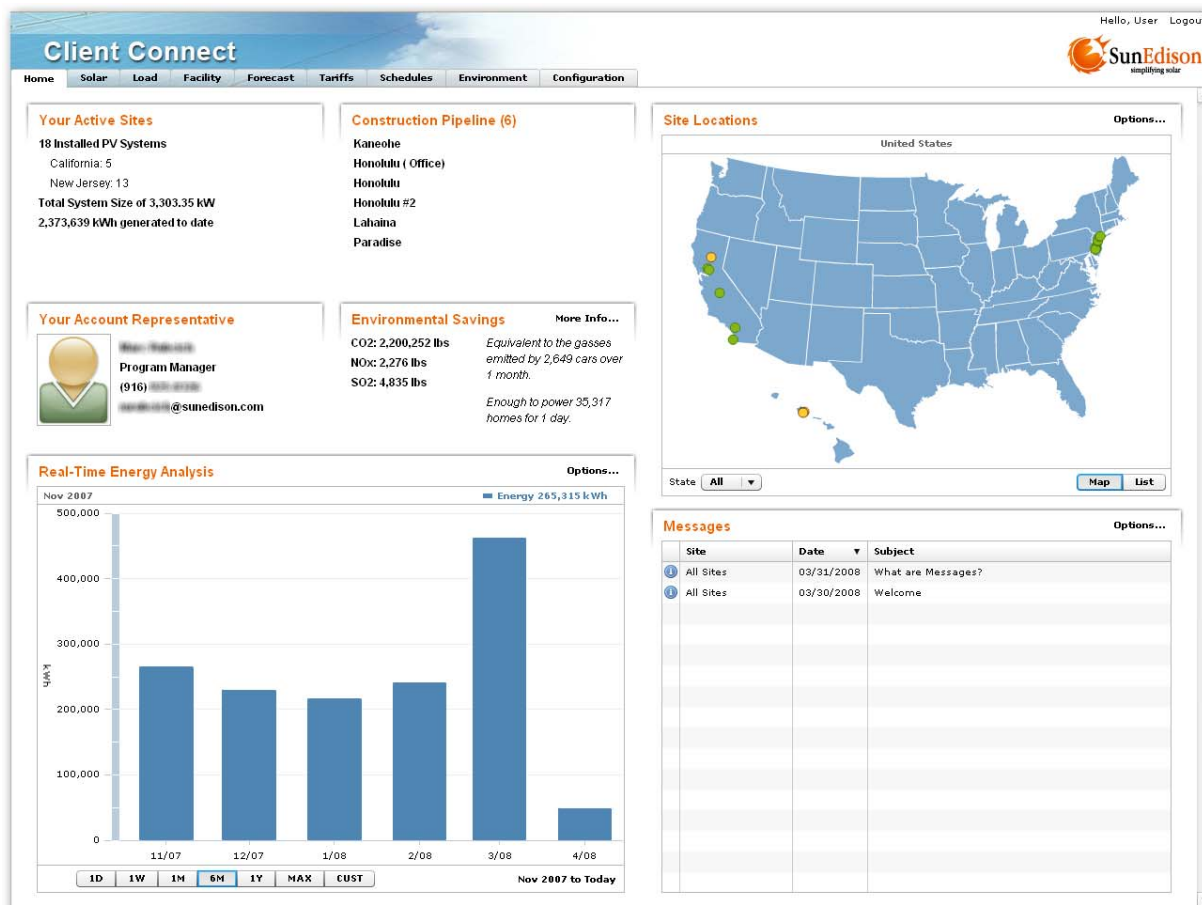 Hello, User Logou
Client Connect
SunEdison
simplifying solar
Home Solar Load Facility Forecast Tariffs Schedules Environment Configuration
Your Active Sites
18 Installed PV Systems
California: 5
New Jersey: 13
Total System Size of 3,303.35 kW
2,373,639 kWh generated to date
Construction Pipeline (6)
Kaneohe
Honolulu ( Office)
Honolulu
Honolulu #2
Lahaina
Paradise
Site Locations
Options...
United States
State All
Map List
Your Account Representative
Program Manager
(916)
@sunedison.com
Environmental Savings
More Info...
CO2: 2,200,252 lbs
NOx: 2,276 lbs
SO2: 4,835 lbs
Equivalent to the gasses
emitted by 2,649 cars over
1 month.
Enough to power 35,317
homes for 1 day.
Real-Time Energy Analysis
Options...
Nov 2007
Energy 265,315 kWh
500,000
400,000
300,000
200,000
100,000
0
kWh
11/07 12/07 1/08 2/08 3/08 4/08
1D 1W 1M 6M 1Y MAX CUST
Nov 2007 to Today
Messages
Options...
Site Date Subject
All Sites 03/31/2008 What are Messages?
All Sites 03/30/2008 Welcome